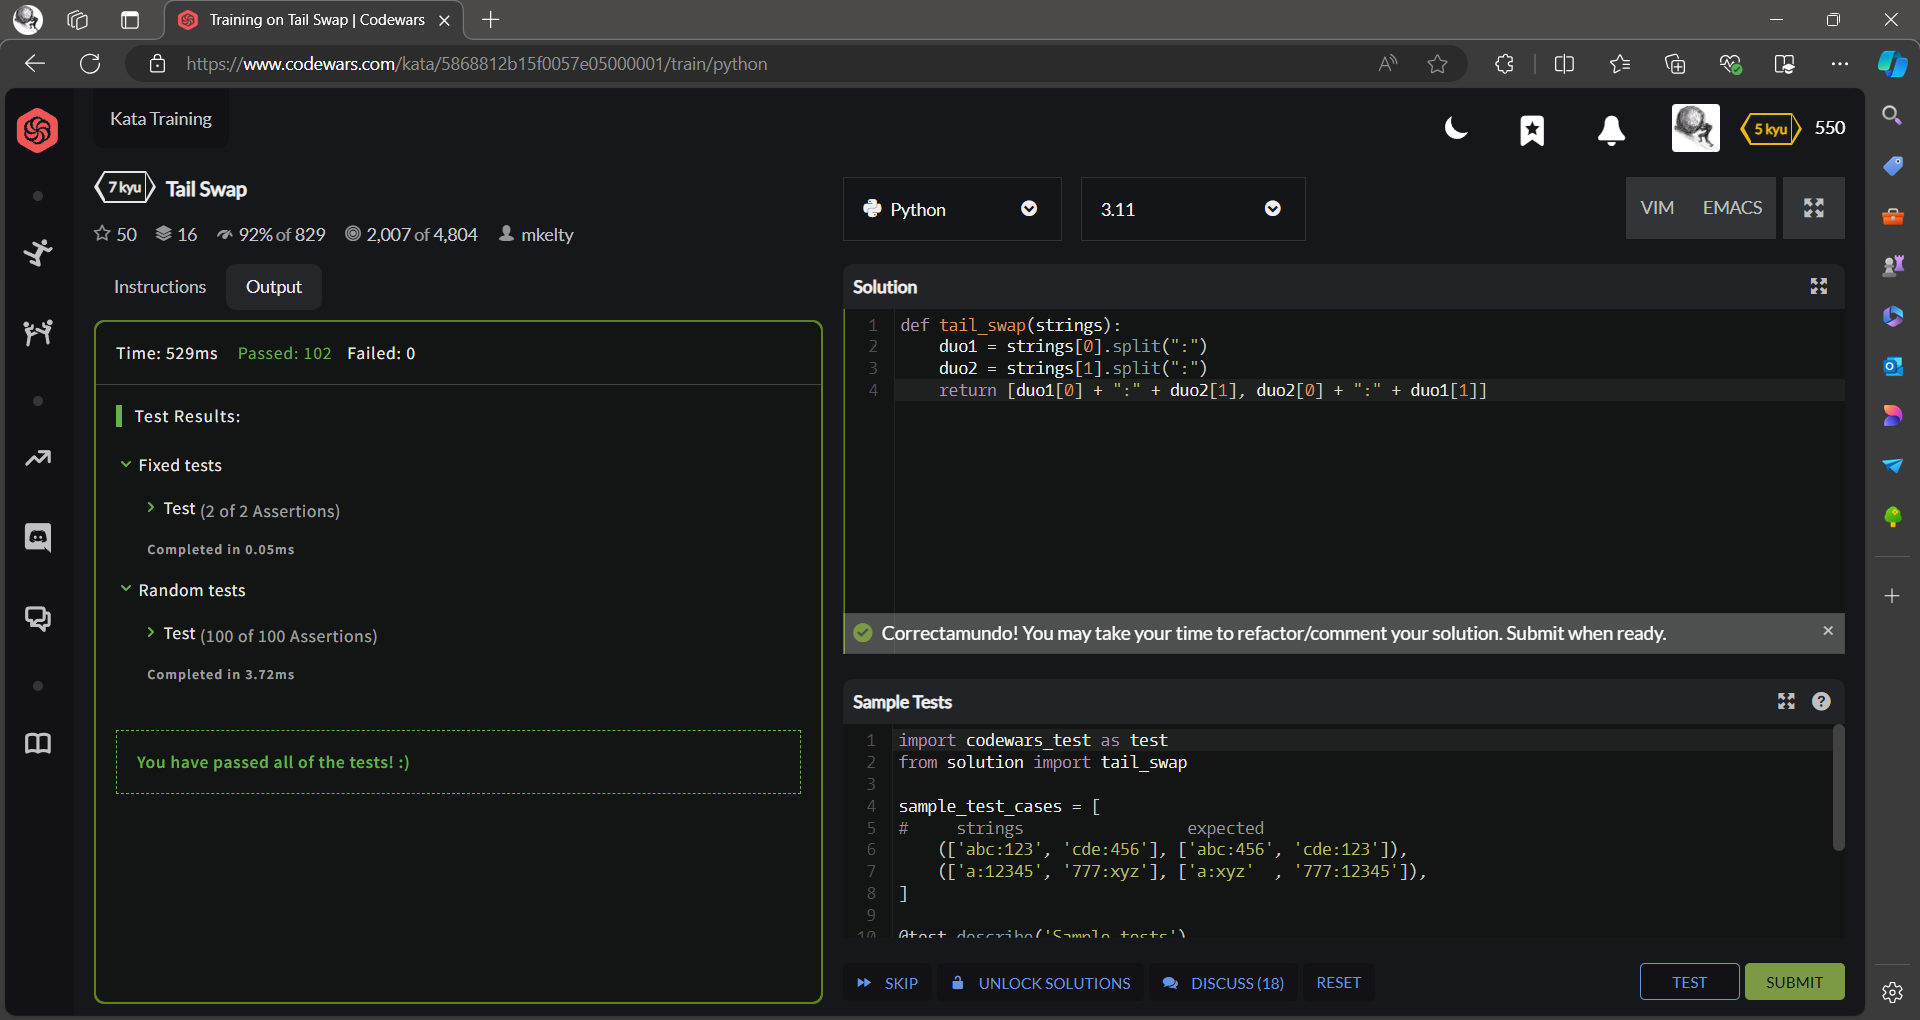 Training on Tail Swap | Codewars
https://www.codewars.com/kata/5868812b15f0057e05000001/train/python
Kata Training
5 kyu 550
7 kyu Tail Swap
50 16 92% of 829 2,007 of 4,804 mkelty
Python
3.11
VIM EMACS
Instructions Output
Time: 529ms Passed: 102 Failed: 0
Test Results:
Fixed tests
Test (2 of 2 Assertions)
Completed in 0.05ms
Random tests
Test (100 of 100 Assertions)
Completed in 3.72ms
You have passed all of the tests! :)
Solution
1 def tail_swap(strings):
2 duo1 = strings[0].split(":")
3 duo2 = strings[1].split(":")
4 return [duo1[0] + ":" + duo2[1], duo2[0] + ":" + duo1[1]]
Correctamundo! You may take your time to refactor/comment your solution. Submit when ready.
Sample Tests
1 import codewars_test as test
2 from solution import tail_swap
3
4 sample_test_cases = [
5 # strings expected
6 (['abc:123', 'cde:456'], ['abc:456', 'cde:123']),
7 (['a:12345', '777:xyz'], ['a:xyz' , '777:12345']),
8 ]
9
10 @test.describe('Sample tests')
SKIP UNLOCK SOLUTIONS DISCUSS (18) RESET TEST SUBMIT